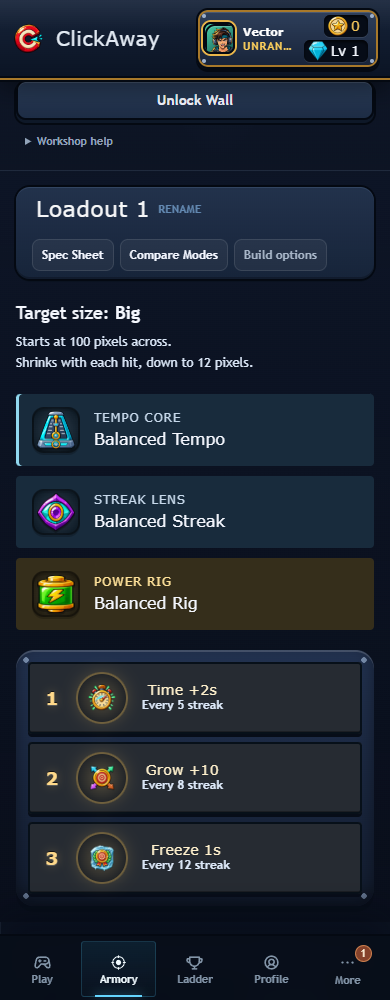 ClickAway
Vector
UNRAN...
0
Lv 1
Unlock Wall
Workshop help
Loadout 1 RENAME
Spec Sheet
Compare Modes
Build options
Target size: Big
Starts at 100 pixels across.
Shrinks with each hit, down to 12 pixels.
TEMPO CORE
Balanced Tempo
STREAK LENS
Balanced Streak
POWER RIG
Balanced Rig
1
Time +2s
Every 5 streak
2
Grow +10
Every 8 streak
3
Freeze 1s
Every 12 streak
Play
Armory
Ladder
Profile
1
More